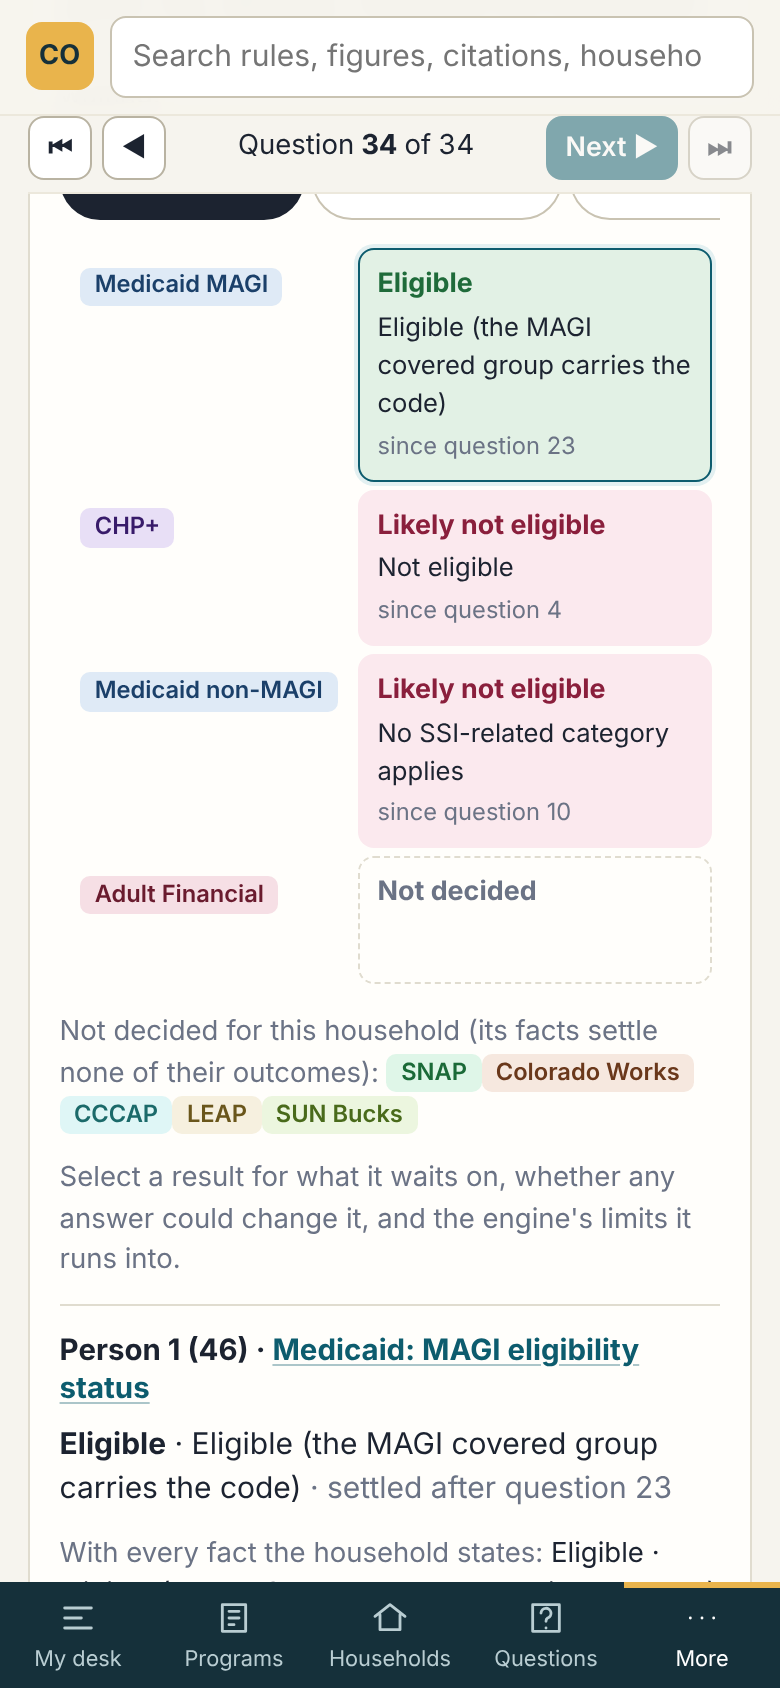 CO
Search rules, figures, citations, househo
Question 34 of 34
Next
Medicaid MAGI
Eligible
Eligible (the MAGI
covered group carries the
code)
since question 23
CHP+
Likely not eligible
Not eligible
since question 4
Medicaid non-MAGI
Likely not eligible
No SSI-related category
applies
since question 10
Adult Financial
Not decided
Not decided for this household (its facts settle
none of their outcomes): SNAP Colorado Works
CCCAP LEAP SUN Bucks
Select a result for what it waits on, whether any
answer could change it, and the engine's limits it
runs into.
Person 1 (46) · Medicaid: MAGI eligibility
status
Eligible · Eligible (the MAGI covered group
carries the code) · settled after question 23
With every fact the household states: Eligible ·
My desk
Programs
Households
Questions
More